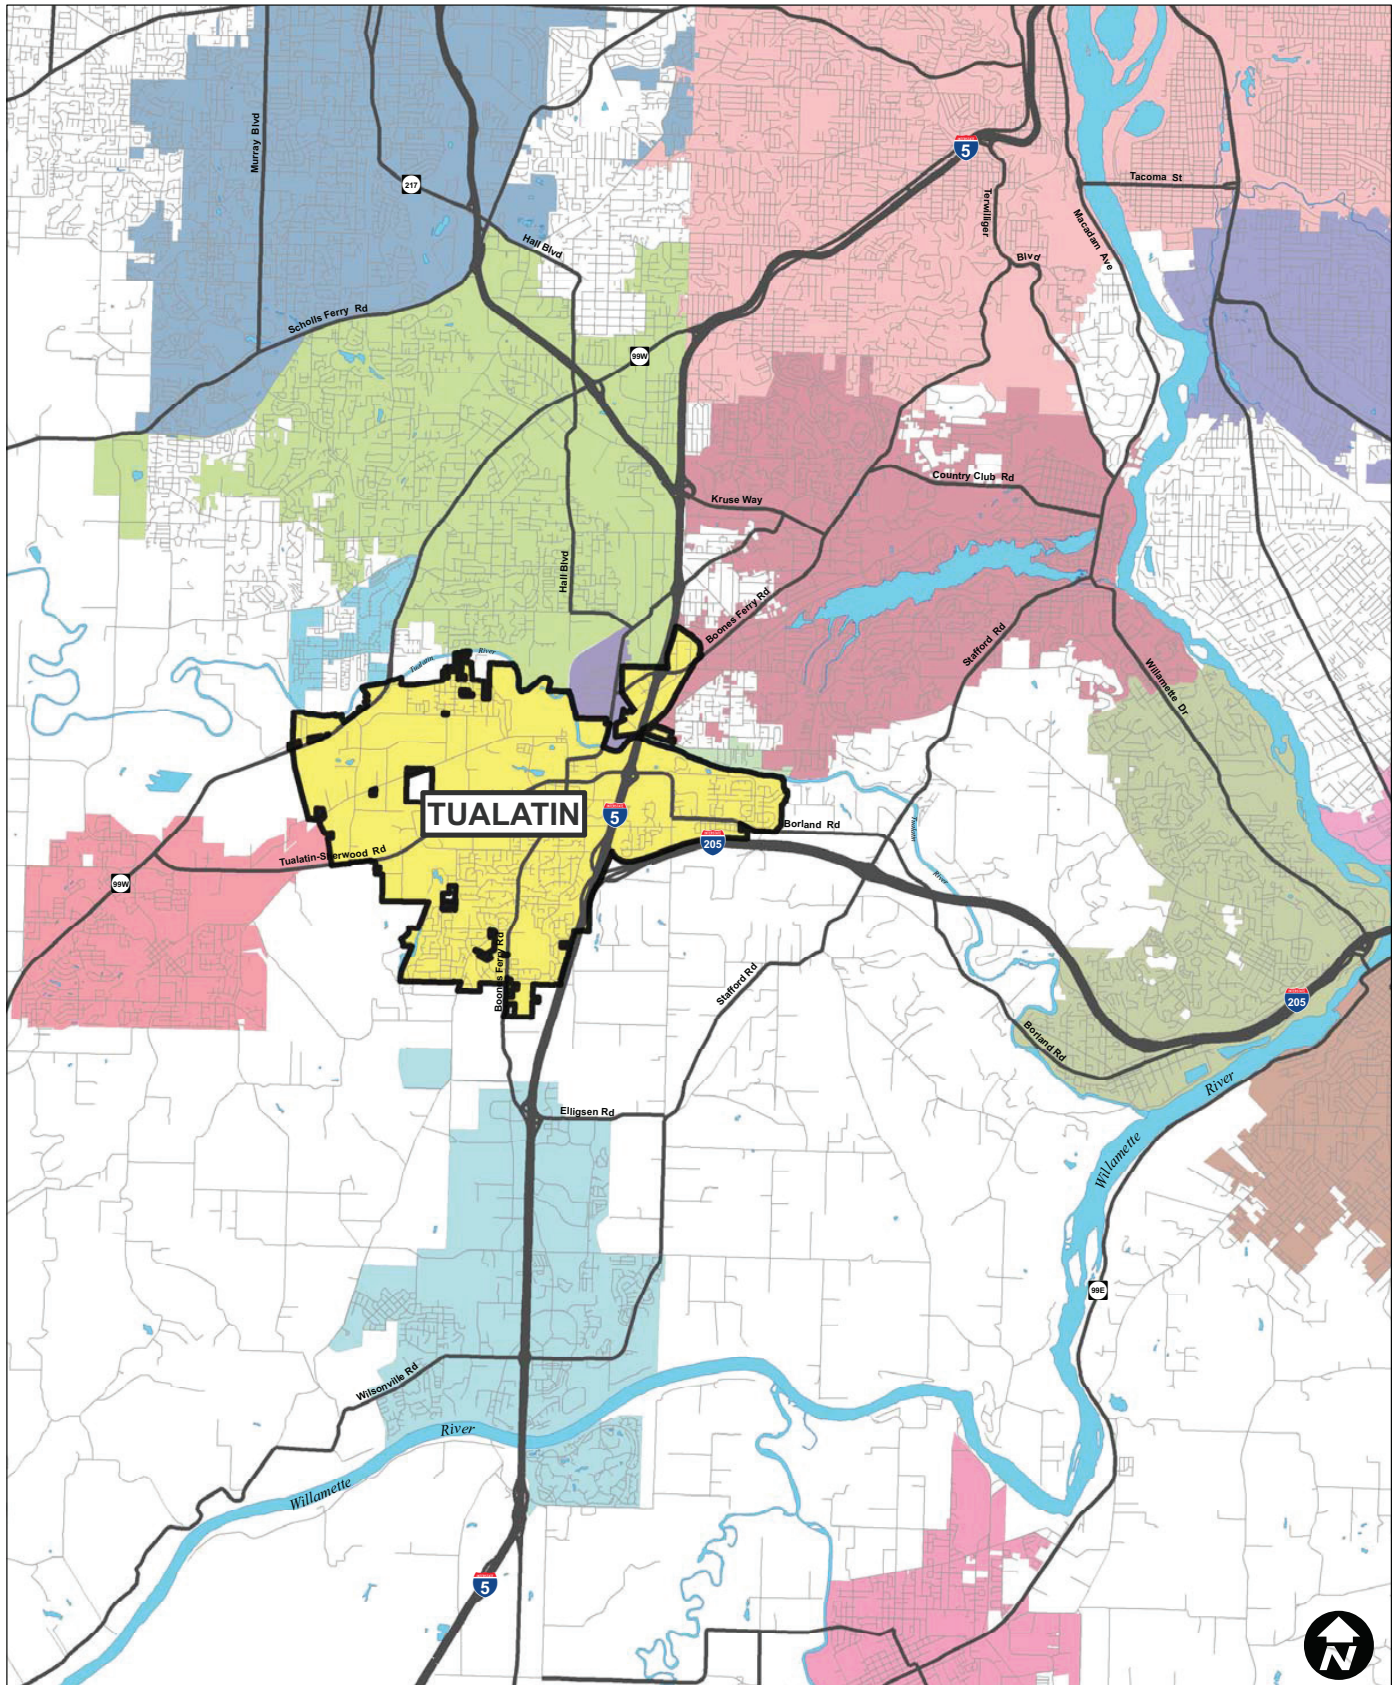 Murray Blvd
5
217
Tacoma St
Terwilliger
Macadam Ave
Hall Blvd
Blvd
Scholls Ferry Rd
99W
Country Club Rd
Kruse Way
Hall Blvd
Boones Ferry Rd
Stafford Rd
Tualatin
River
Willamette Dr
TUALATIN
5
Borland Rd
Tualatin
205
Tualatin-Sherwood Rd
99W
River
Boones Ferry Rd
Stafford Rd
205
Borland Rd
River
Elligsen Rd
Willamette
99E
Wilsonville Rd
River
Willamette
5
N